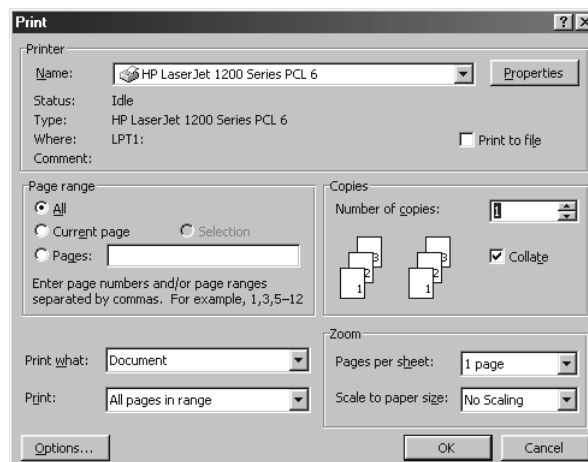 Print
Printer
Name: HP LaserJet 1200 Series PCL 6 Properties
Status: Idle
Type: HP LaserJet 1200 Series PCL 6
Where: LPT1:
Comment:
Print to file
Page range
All
Current page Selection
Pages:
Enter page numbers and/or page ranges
separated by commas. For example, 1,3,5–12
Copies
Number of copies: 1
3 3
2 2
1 1
Collate
Print what: Document
Print: All pages in range
Zoom
Pages per sheet: 1 page
Scale to paper size: No Scaling
Options... OK Cancel